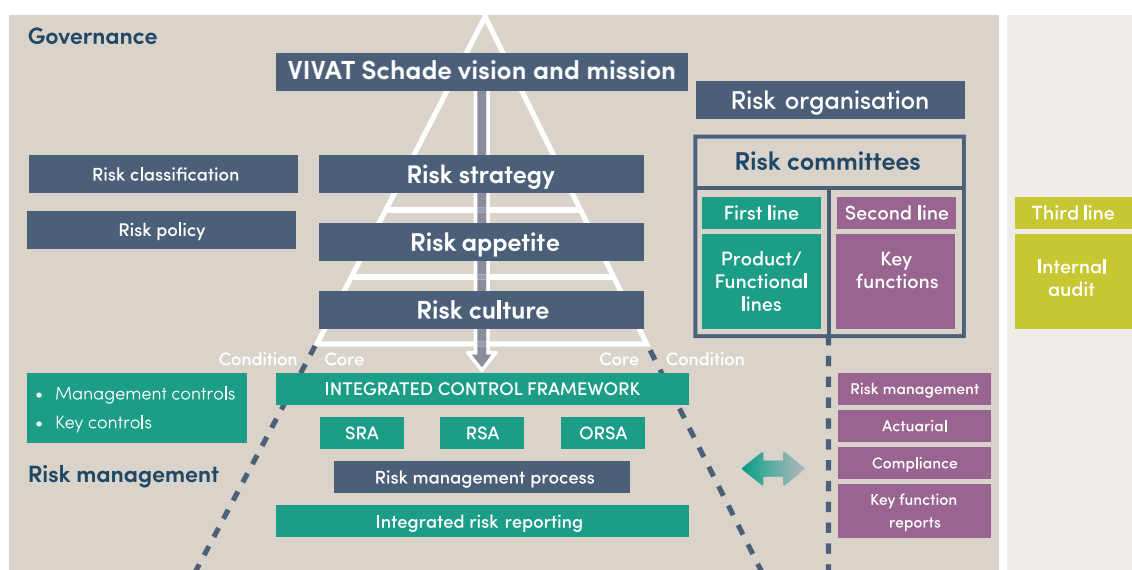 Governance
VIVAT Schade vision and mission
Risk organisation
Risk classification
Risk policy
Risk strategy
Risk appetite
Risk culture
Risk committees
First line
Second line
Third line
Product/
Functional
lines
Key
functions
Internal
audit
Condition
Core
Core
Condition
• Management controls
• Key controls
INTEGRATED CONTROL FRAMEWORK
SRA
RSA
ORSA
Risk management
Risk management process
Integrated risk reporting
Risk management
Actuarial
Compliance
Key function
reports